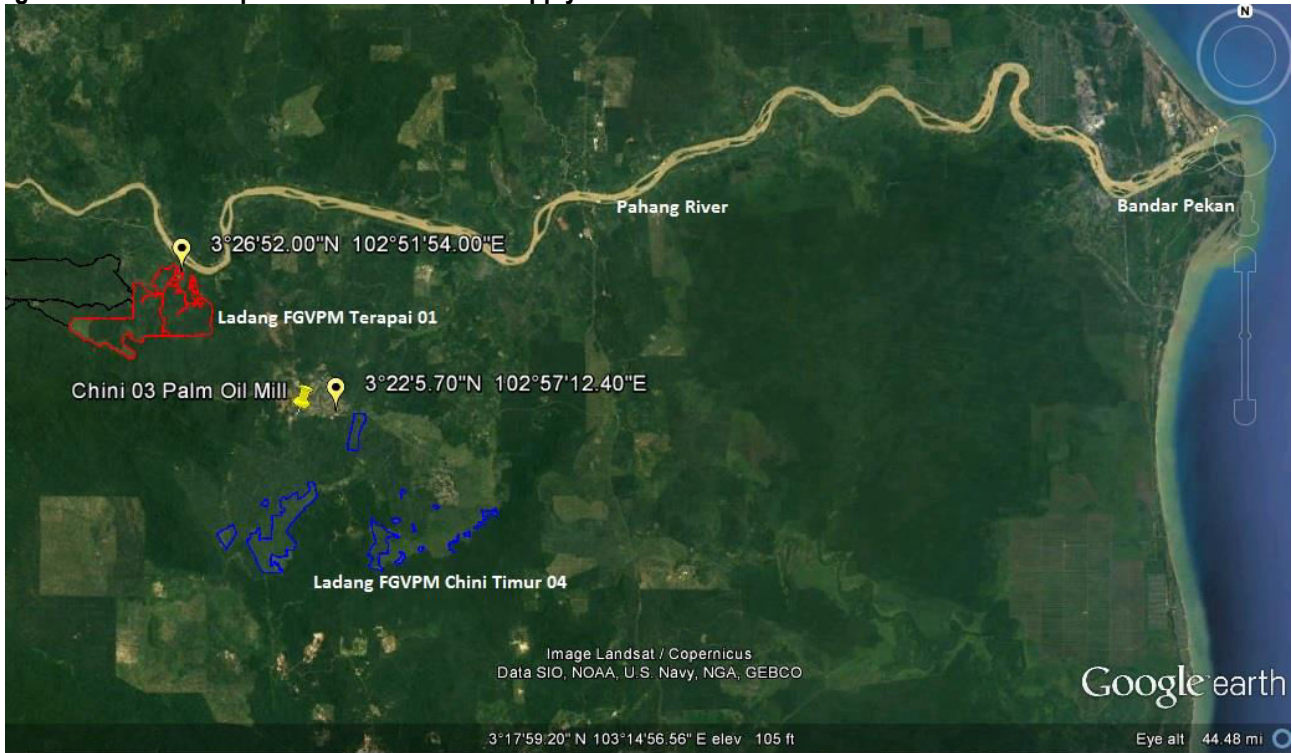 N
Pahang River
Bandar Pekan
3°26'52.00"N 102°51'54.00"E
Ladang FGVPM Terapai 01
Chini 03 Palm Oil Mill
3°22'5.70"N 102°57'12.40"E
Ladang FGVPM Chini Timur 04
Image Landsat / Copernicus
Data SIO, NOAA, U.S. Navy, NGA, GEBCO
Google earth
3°17'59.20" N 103°14'56.56" E elev 105 ft
Eye alt 44.48 mi